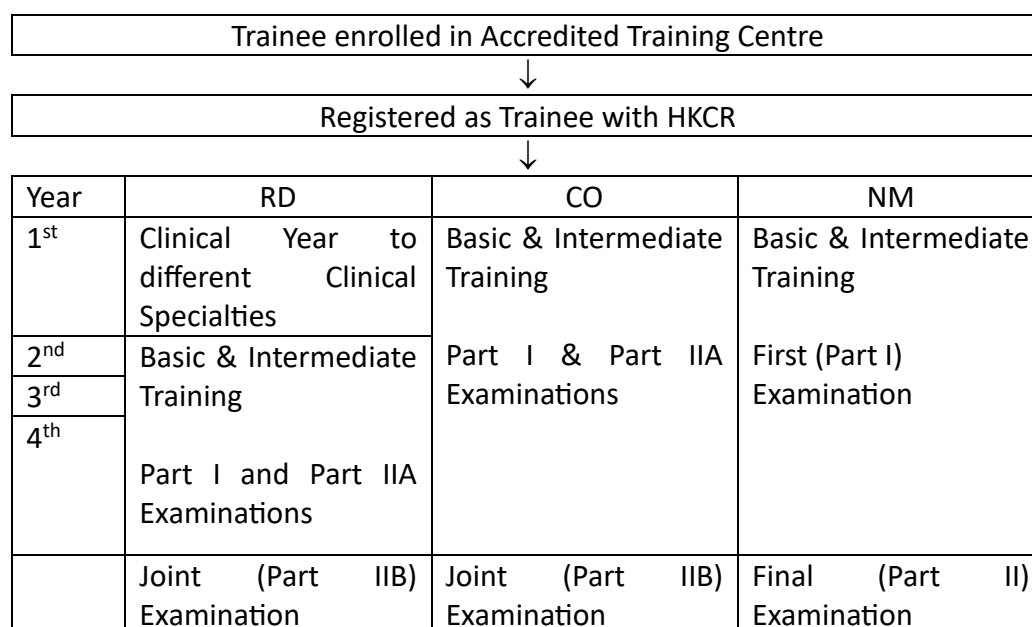 Trainee enrolled in Accredited Training Centre
↓
Registered as Trainee with HKCR
↓
Year RD CO NM
1st Clinical Year to different Clinical Specialties
Basic & Intermediate Training
Part I & Part IIA Examinations
Basic & Intermediate Training
First (Part I) Examination
2nd Basic & Intermediate Training
3rd
4th
Part I and Part IIA Examinations
Joint (Part IIB) Examination
Joint (Part IIB) Examination
Final (Part II) Examination